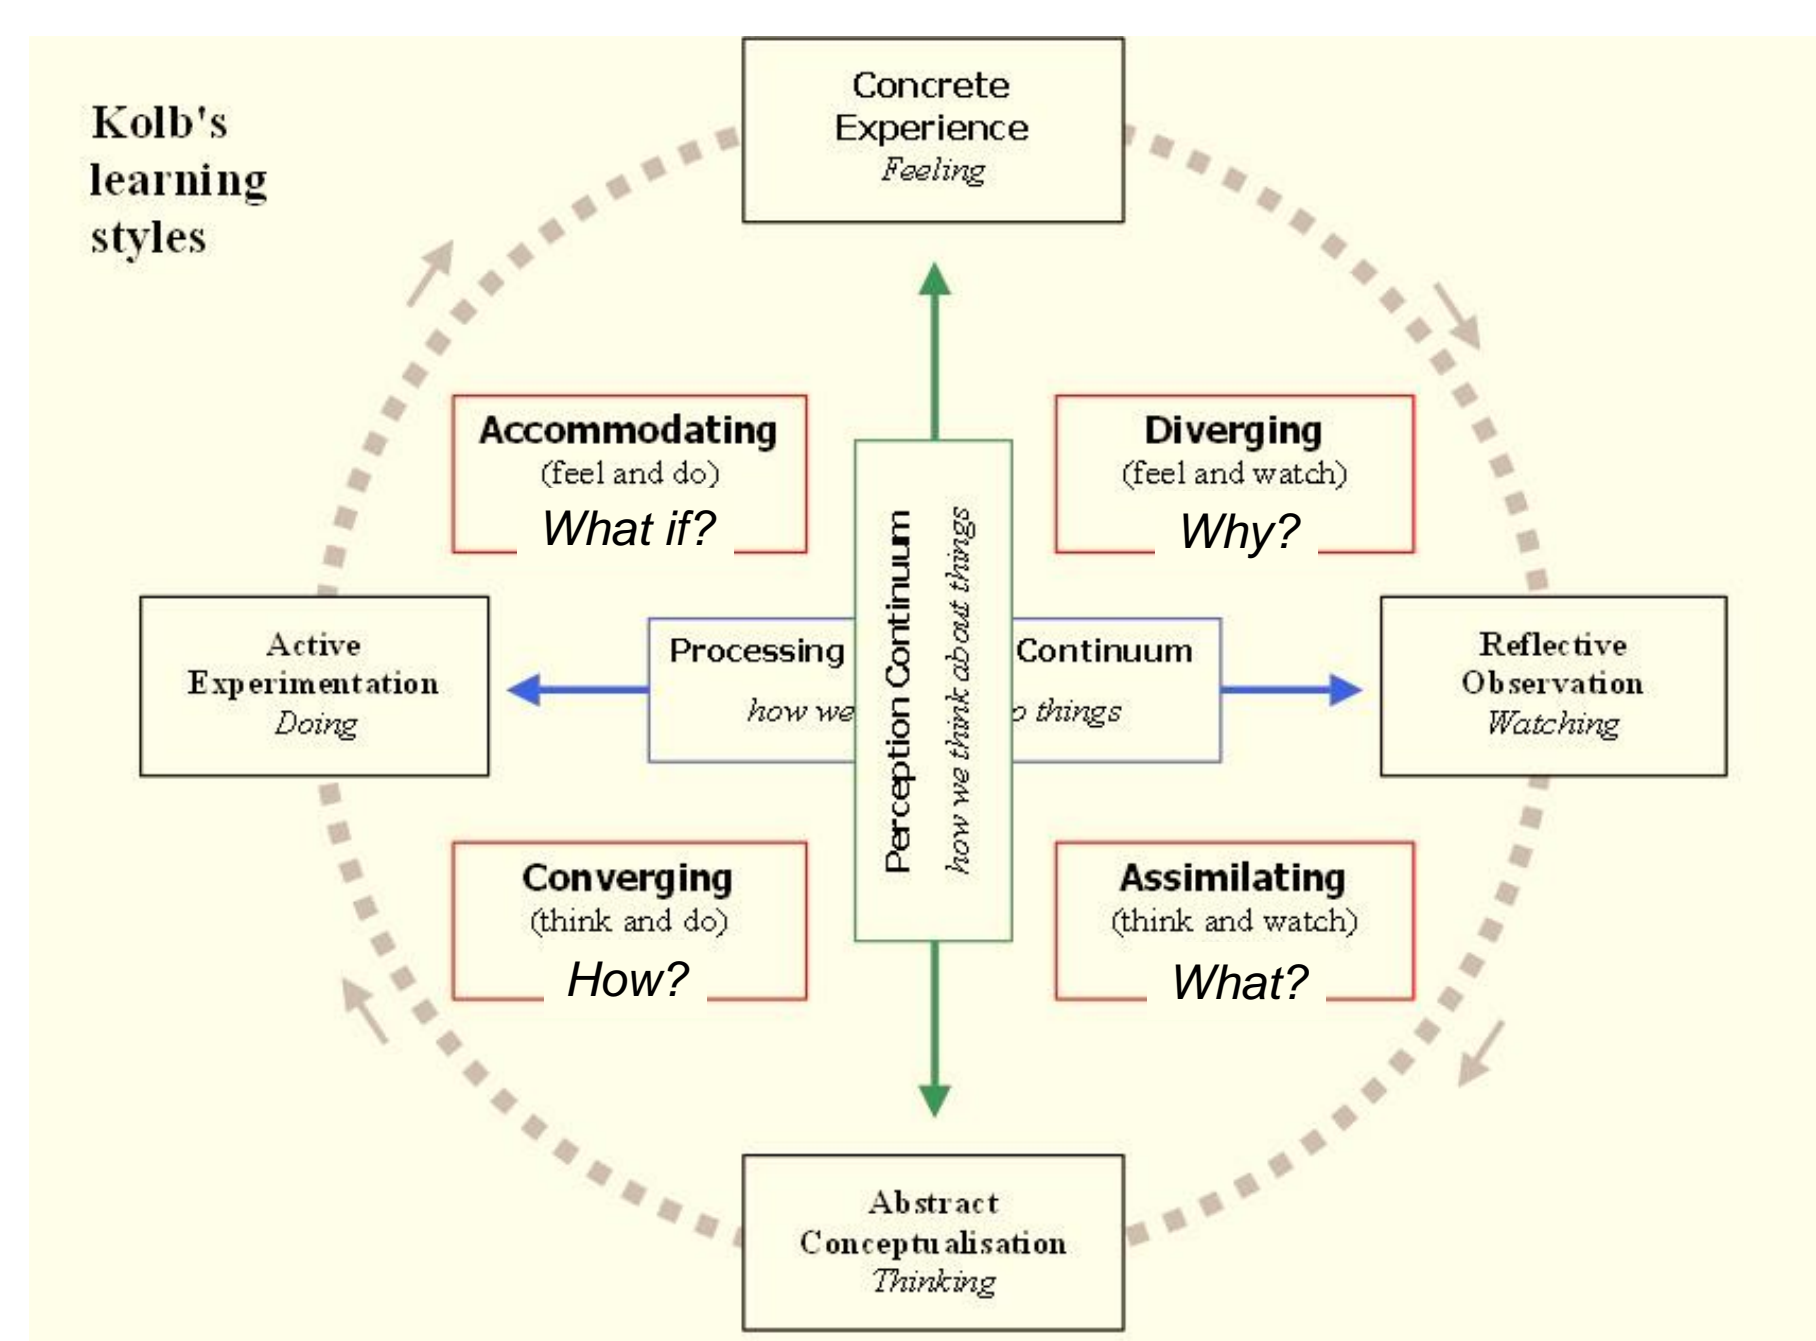 Kolb's
learning
styles
Concrete
Experience
Feeling
Accommodating
(feel and do)
What if?
Diverging
(feel and watch)
Why?
Active
Experimentation
Doing
Processing
Continuum
how we
things
Perception Continuum
how we think about things
Reflective
Observation
Watching
Converging
(think and do)
How?
Assimilating
(think and watch)
What?
Abstract
Conceptualisation
Thinking